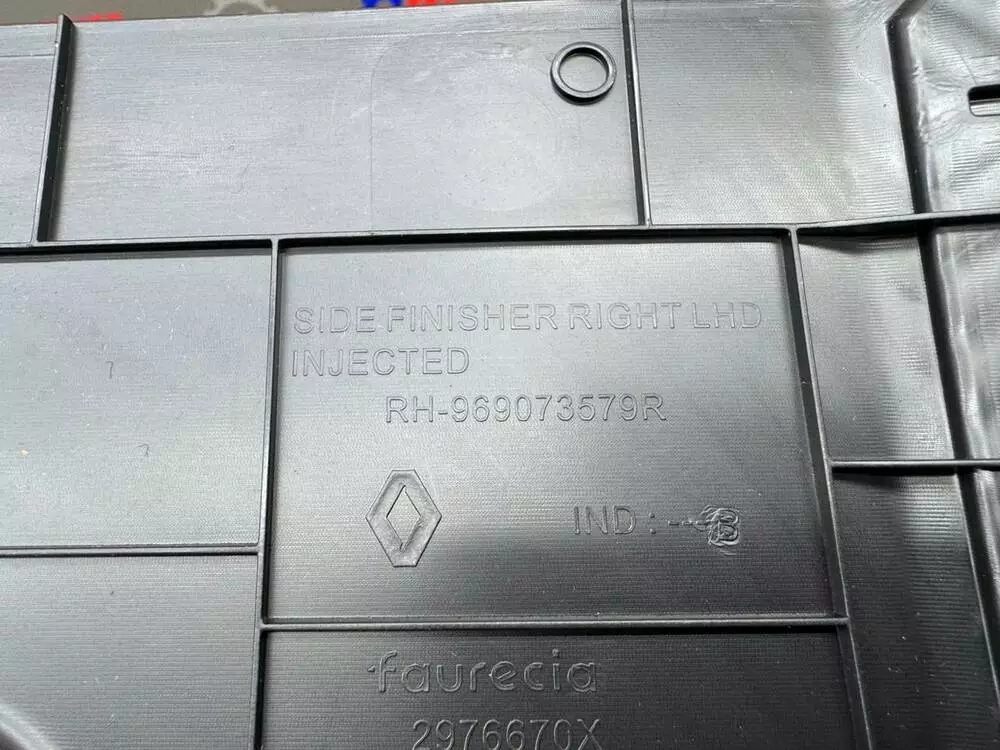 SIDE FINISHER RIGHT LHD
INJECTED
RH-969073579R
IND : ---B
faurecia
2976670X